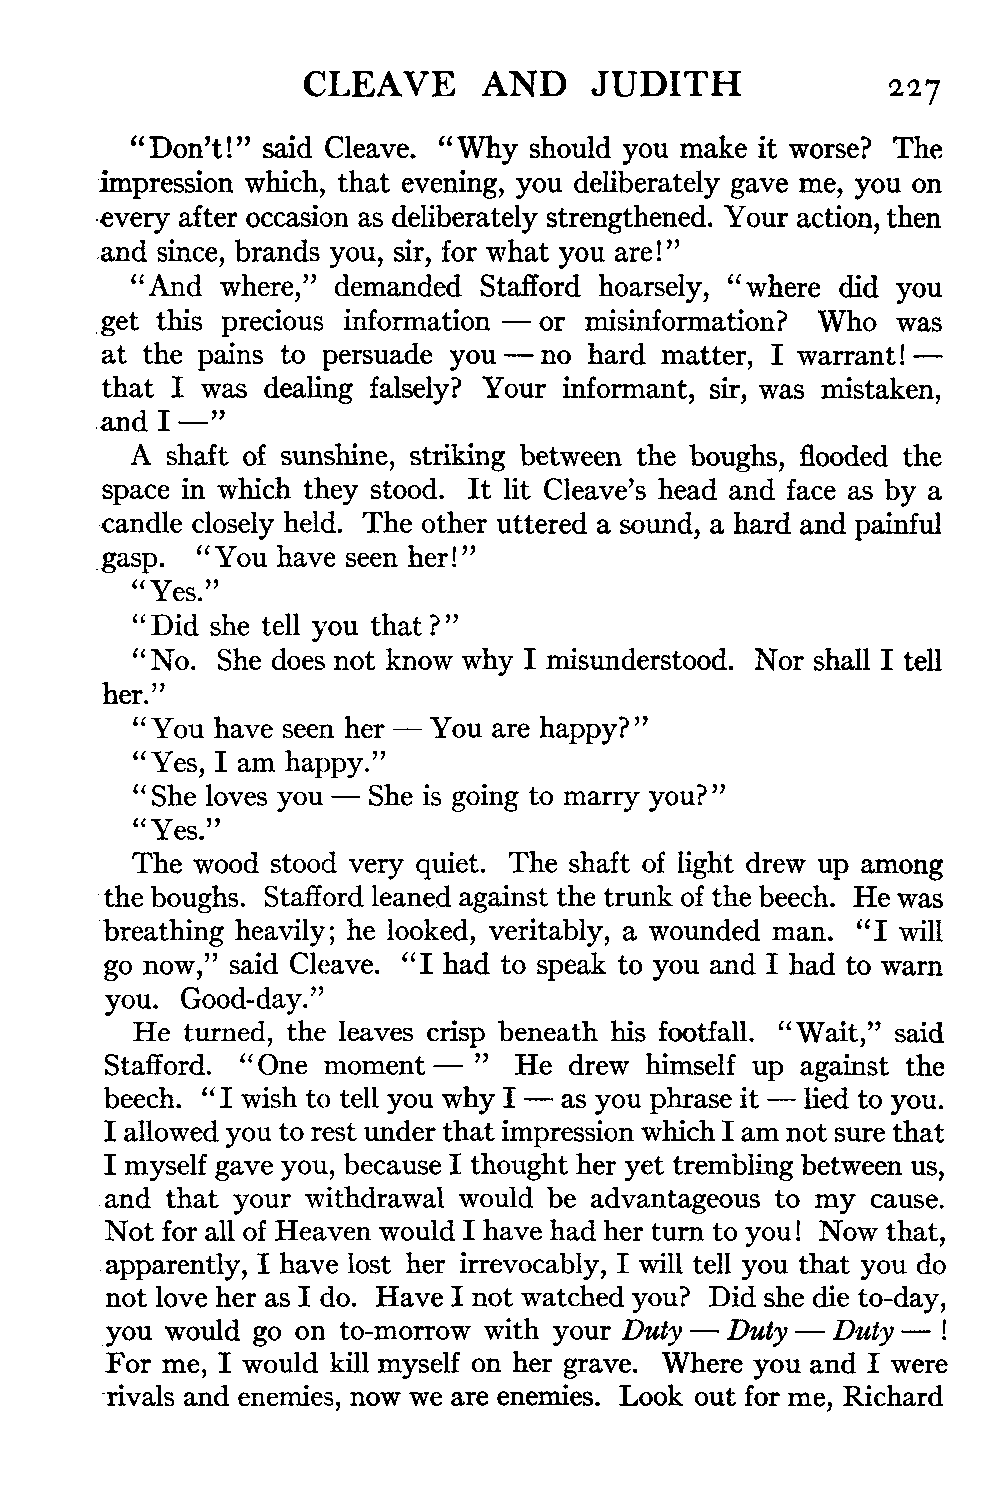 CLEAVE AND JUDITH 227
"Don't!" said Cleave. "Why should you make it worse? The
impression which, that evening, you deliberately gave me, you on
every after occasion as deliberately strengthened. Your action, then
and since, brands you, sir, for what you are!"
"And where," demanded Stafford hoarsely, "where did you
get this precious information — or misinformation? Who was
at the pains to persuade you — no hard matter, I warrant! —
that I was dealing falsely? Your informant, sir, was mistaken,
and I —"
A shaft of sunshine, striking between the boughs, flooded the
space in which they stood. It lit Cleave's head and face as by a
candle closely held. The other uttered a sound, a hard and painful
gasp. "You have seen her!"
"Yes."
"Did she tell you that?"
"No. She does not know why I misunderstood. Nor shall I tell
her."
"You have seen her — You are happy?"
"Yes, I am happy."
"She loves you — She is going to marry you?"
"Yes."
The wood stood very quiet. The shaft of light drew up among
the boughs. Stafford leaned against the trunk of the beech. He was
breathing heavily; he looked, veritably, a wounded man. "I will
go now," said Cleave. "I had to speak to you and I had to warn
you. Good-day."
He turned, the leaves crisp beneath his footfall. "Wait," said
Stafford. "One moment — " He drew himself up against the
beech. "I wish to tell you why I — as you phrase it — lied to you.
I allowed you to rest under that impression which I am not sure that
I myself gave you, because I thought her yet trembling between us,
and that your withdrawal would be advantageous to my cause.
Not for all of Heaven would I have had her turn to you! Now that,
apparently, I have lost her irrevocably, I will tell you that you do
not love her as I do. Have I not watched you? Did she die to-day,
you would go on to-morrow with your Duty — Duty — Duty — !
For me, I would kill myself on her grave. Where you and I were
rivals and enemies, now we are enemies. Look out for me, Richard